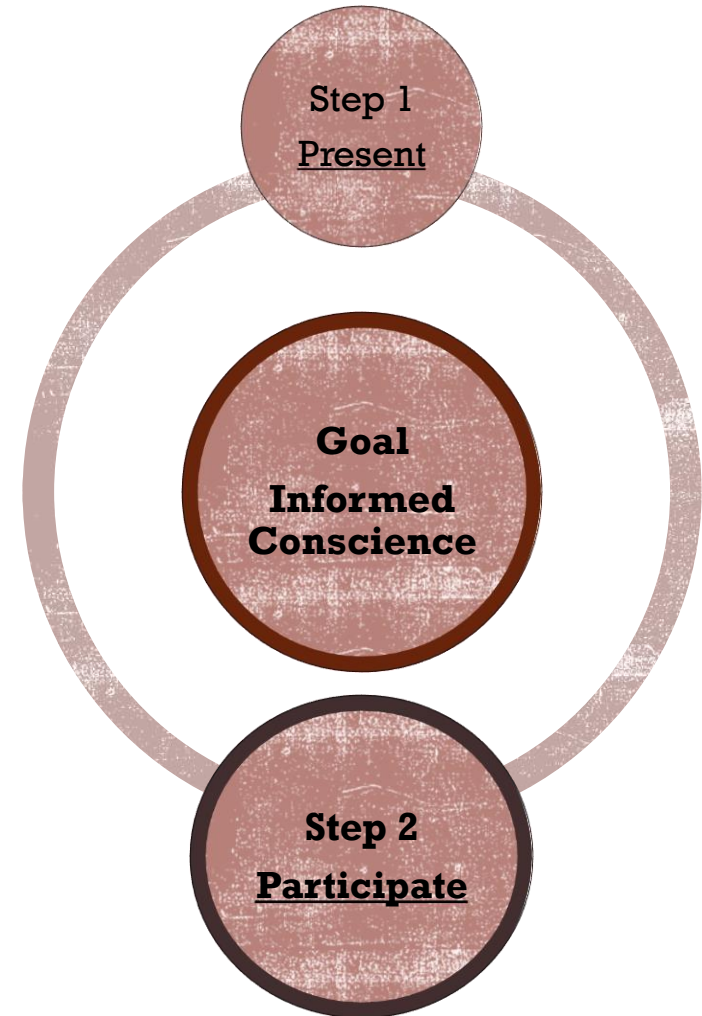 Step 1
Present
Goal
Informed
Conscience
Step 2
Participate